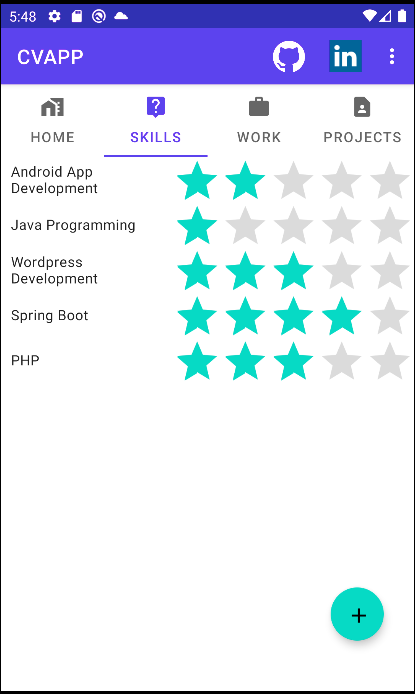 5:48
CVAPP
in
HOME
SKILLS
WORK
PROJECTS
Android App
Development
Java Programming
Wordpress
Development
Spring Boot
PHP
+